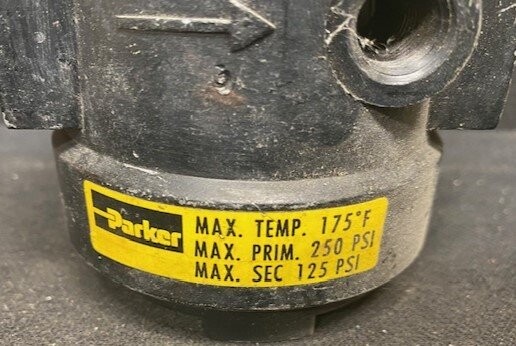 Parker
MAX. TEMP. 175°F
MAX. PRIM. 250 PSI
MAX. SEC 125 PSI